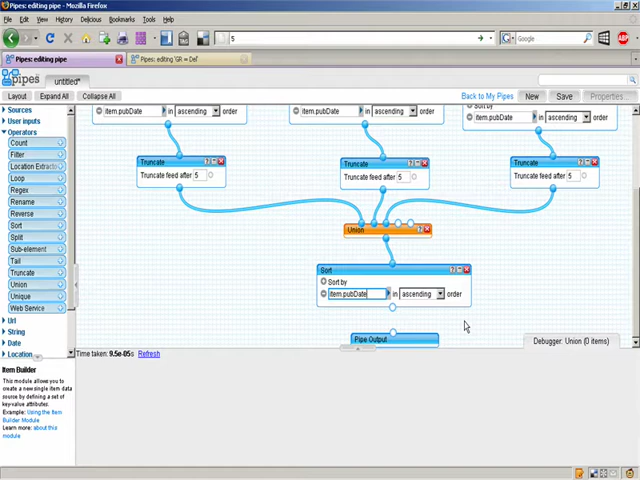 Pipes: editing pipe - Mozilla Firefox
File Edit View History Delicious Bookmarks Tools Help
5
Google
Pipes: editing pipe
Pipes: editing 'GR = Del'
pipes
untitled*
Layout Expand All Collapse All
Back to My Pipes New Save Properties...
Sources
User inputs
Operators
Count
Filter
Location Extracto
Loop
Regex
Rename
Reverse
Sort
Split
Sub-element
Tail
Truncate
Union
Unique
Web Service
Url
String
Date
Location
item.pubDate in ascending order
item.pubDate in ascending order
Sort by
item.pubDate in ascending order
Truncate
Truncate feed after 5
Truncate
Truncate feed after 5
Truncate
Truncate feed after 5
Union
Sort
Sort by
item.pubDate in ascending order
Pipe Output
Debugger: Union (0 items)
Time taken: 9.5e-05s Refresh
Item Builder
This module allows you to
create a new single item data
source by defining a set of
key-value attributes.
Example: Using the Item
Builder Module
Learn more: about this
module